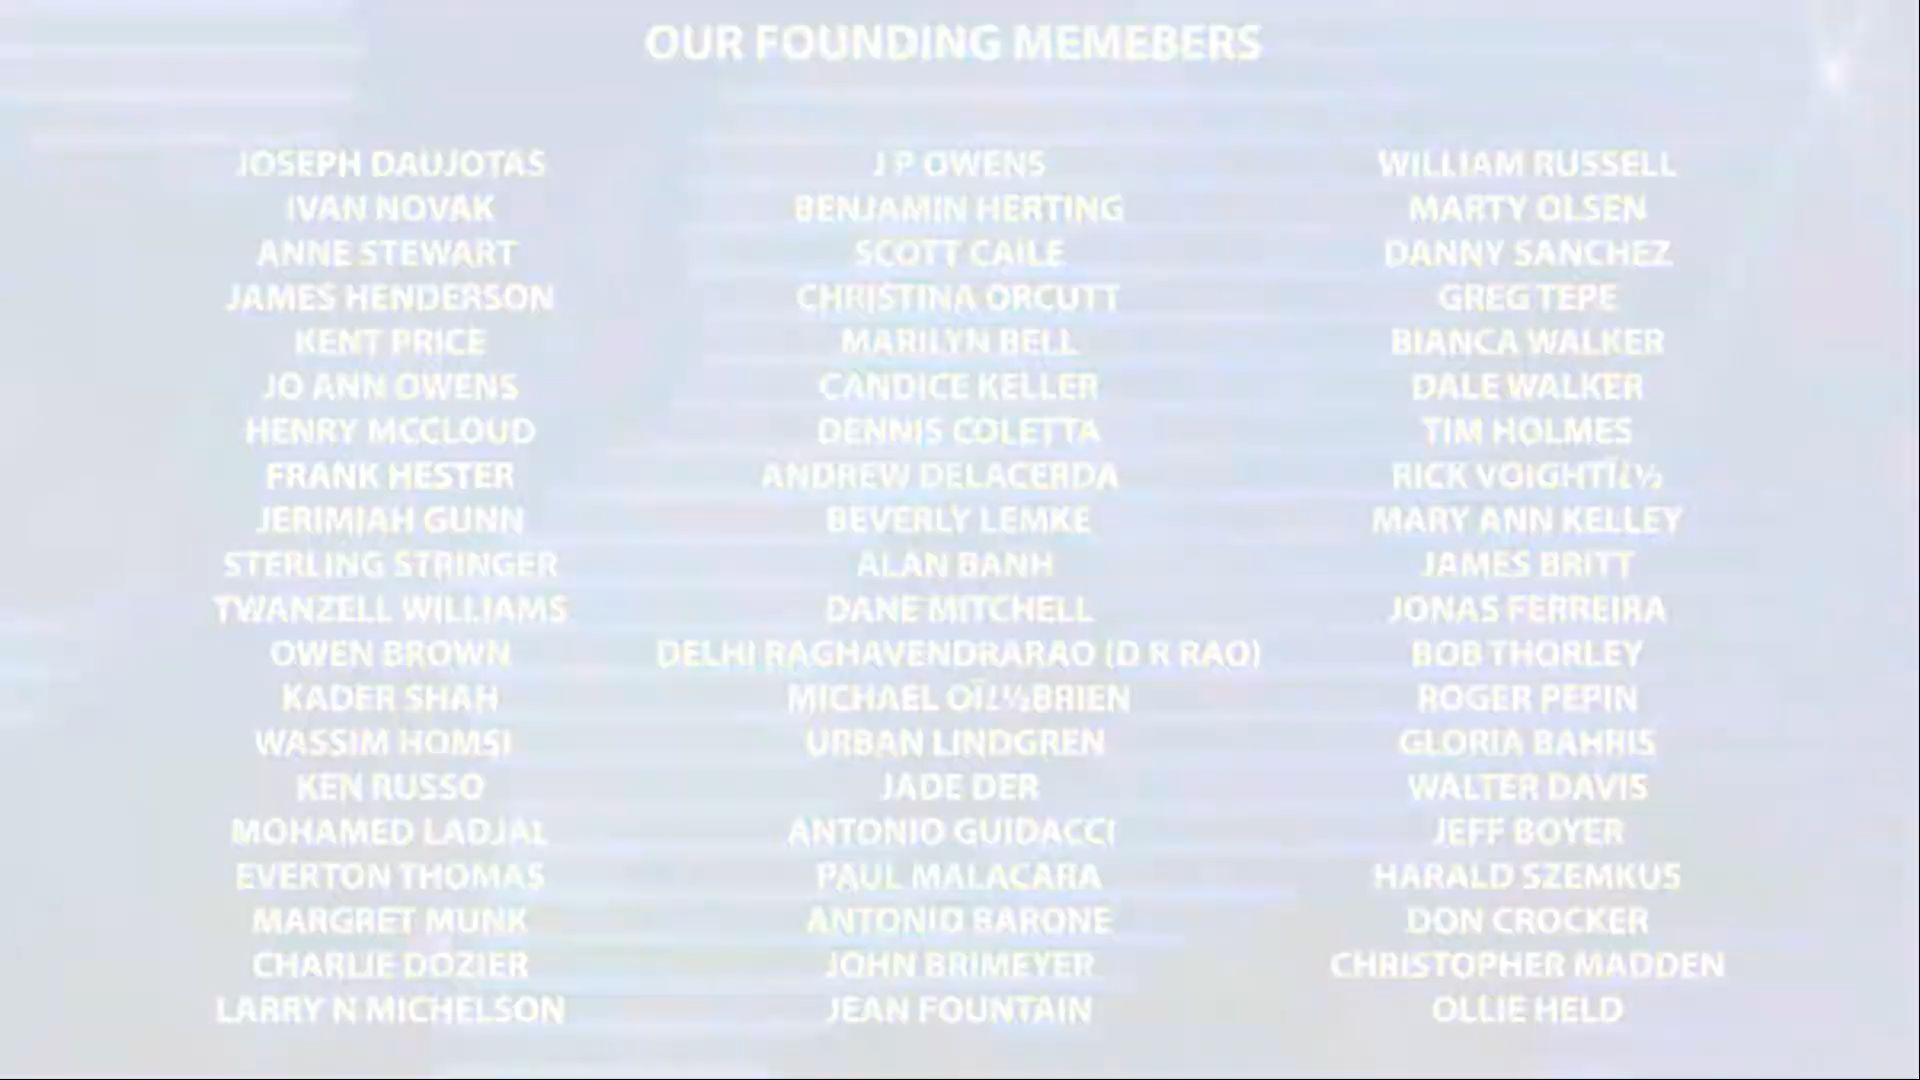 OUR FOUNDING MEMEBERS
JOSEPH DAUJOTAS
IVAN NOVAK
ANNE STEWART
JAMES HENDERSON
KENT PRICE
JO ANN OWENS
HENRY MCCLOUD
FRANK HESTER
JERIMIAH GUNN
STERLING STRINGER
TWANZELL WILLIAMS
OWEN BROWN
KADER SHAH
WASSIM HOMSI
KEN RUSSO
MOHAMED LADJAL
EVERTON THOMAS
MARGRET MUNK
CHARLIE DOZIER
LARRY N MICHELSON
J P OWENS
BENJAMIN HERTING
SCOTT CAILE
CHRISTINA ORCUTT
MARILYN BELL
CANDICE KELLER
DENNIS COLETTA
ANDREW DELACERDA
BEVERLY LEMKE
ALAN BANH
DANE MITCHELL
DELHI RAGHAVENDRARAO (D R RAO)
MICHAEL OÏ¿½BRIEN
URBAN LINDGREN
JADE DER
ANTONIO GUIDACCI
PAUL MALACARA
ANTONIO BARONE
JOHN BRIMEYER
JEAN FOUNTAIN
WILLIAM RUSSELL
MARTY OLSEN
DANNY SANCHEZ
GREG TEPE
BIANCA WALKER
DALE WALKER
TIM HOLMES
RICK VOIGHTÏ¿½
MARY ANN KELLEY
JAMES BRITT
JONAS FERREIRA
BOB THORLEY
ROGER PEPIN
GLORIA BAHRIS
WALTER DAVIS
JEFF BOYER
HARALD SZEMKUS
DON CROCKER
CHRISTOPHER MADDEN
OLLIE HELD